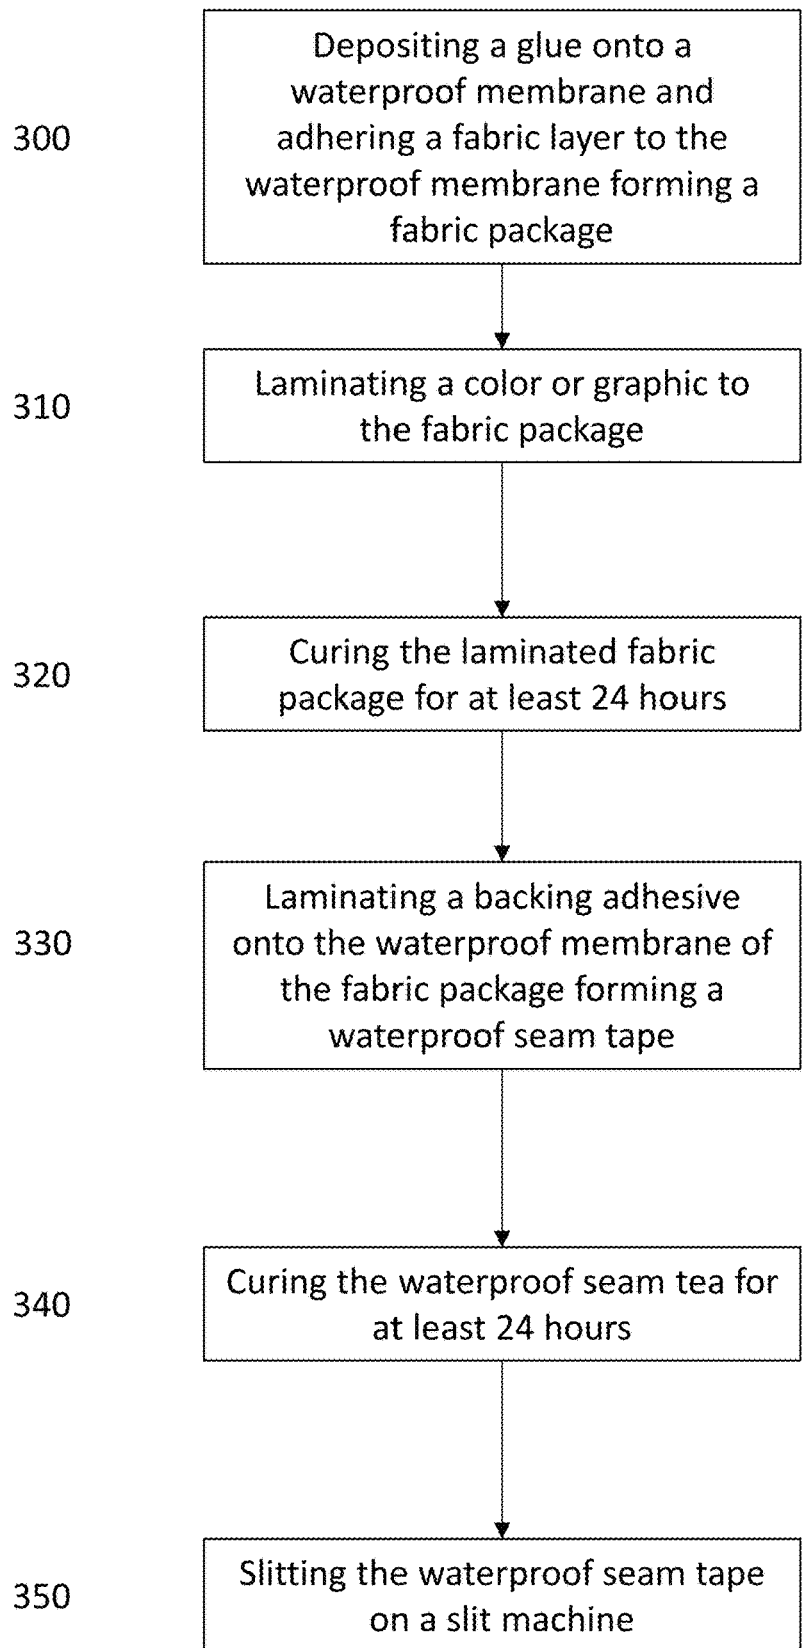 300
Depositing a glue onto a
waterproof membrane and
adhering a fabric layer to the
waterproof membrane forming a
fabric package
310
Laminating a color or graphic to
the fabric package
320
Curing the laminated fabric
package for at least 24 hours
330
Laminating a backing adhesive
onto the waterproof membrane of
the fabric package forming a
waterproof seam tape
340
Curing the waterproof seam tea for
at least 24 hours
350
Slitting the waterproof seam tape
on a slit machine